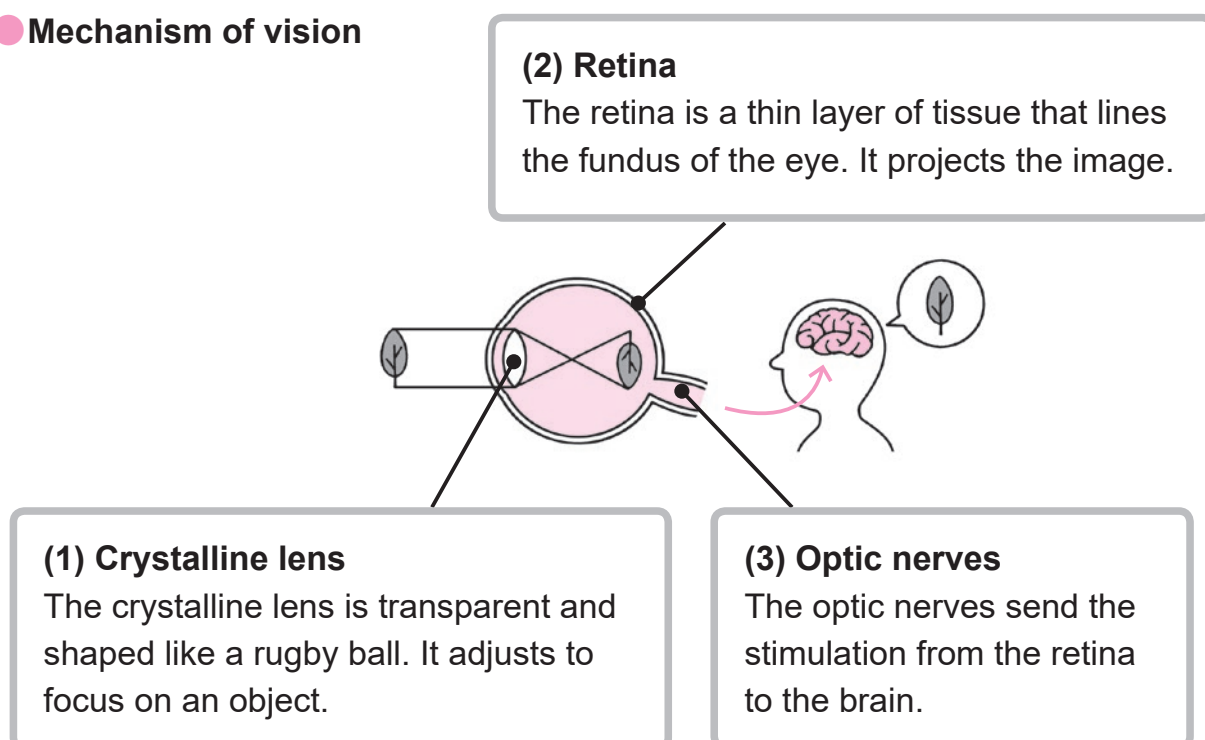 Mechanism of vision
(2) Retina
The retina is a thin layer of tissue that lines
the fundus of the eye. It projects the image.
(1) Crystalline lens
The crystalline lens is transparent and
shaped like a rugby ball. It adjusts to
focus on an object.
(3) Optic nerves
The optic nerves send the
stimulation from the retina
to the brain.